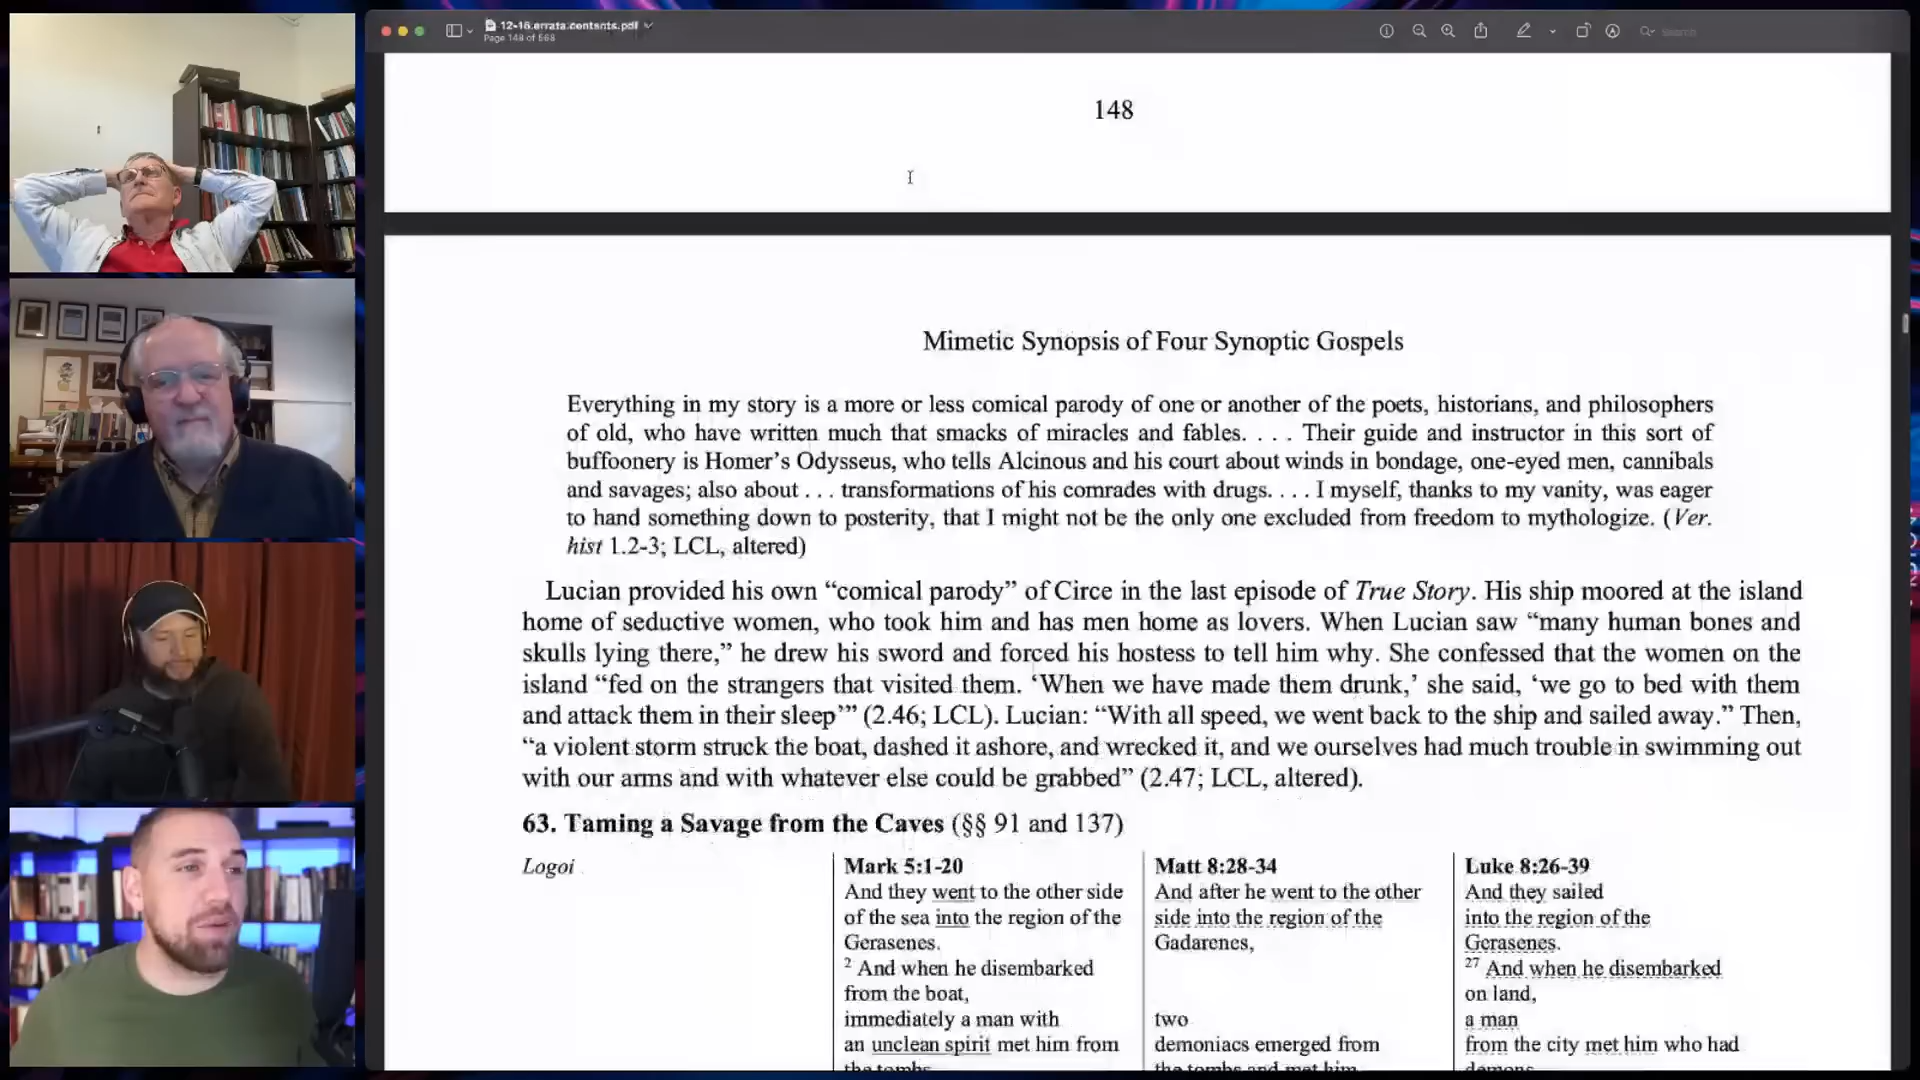 12-16.errata.contents.pdf
Page 148 of 568
Search
148
Mimetic Synopsis of Four Synoptic Gospels
Everything in my story is a more or less comical parody of one or another of the poets, historians, and philosophers
of old, who have written much that smacks of miracles and fables. . . . Their guide and instructor in this sort of
buffoonery is Homer’s Odysseus, who tells Alcinous and his court about winds in bondage, one-eyed men, cannibals
and savages; also about . . . transformations of his comrades with drugs. . . . I myself, thanks to my vanity, was eager
to hand something down to posterity, that I might not be the only one excluded from freedom to mythologize. (Ver.
hist 1.2-3; LCL, altered)
Lucian provided his own “comical parody” of Circe in the last episode of True Story. His ship moored at the island
home of seductive women, who took him and has men home as lovers. When Lucian saw “many human bones and
skulls lying there,” he drew his sword and forced his hostess to tell him why. She confessed that the women on the
island “fed on the strangers that visited them. ‘When we have made them drunk,’ she said, ‘we go to bed with them
and attack them in their sleep’” (2.46; LCL). Lucian: “With all speed, we went back to the ship and sailed away.” Then,
“a violent storm struck the boat, dashed it ashore, and wrecked it, and we ourselves had much trouble in swimming out
with our arms and with whatever else could be grabbed” (2.47; LCL, altered).
63. Taming a Savage from the Caves (§§ 91 and 137)
Logoi
Mark 5:1-20
And they went to the other side
of the sea into the region of the
Gerasenes.
2 And when he disembarked
from the boat,
immediately a man with
an unclean spirit met him from
the tombs
Matt 8:28-34
And after he went to the other
side into the region of the
Gadarenes,
two
demoniacs emerged from
the tombs and met him
Luke 8:26-39
And they sailed
into the region of the
Gerasenes.
27 And when he disembarked
on land,
a man
from the city met him who had
demons